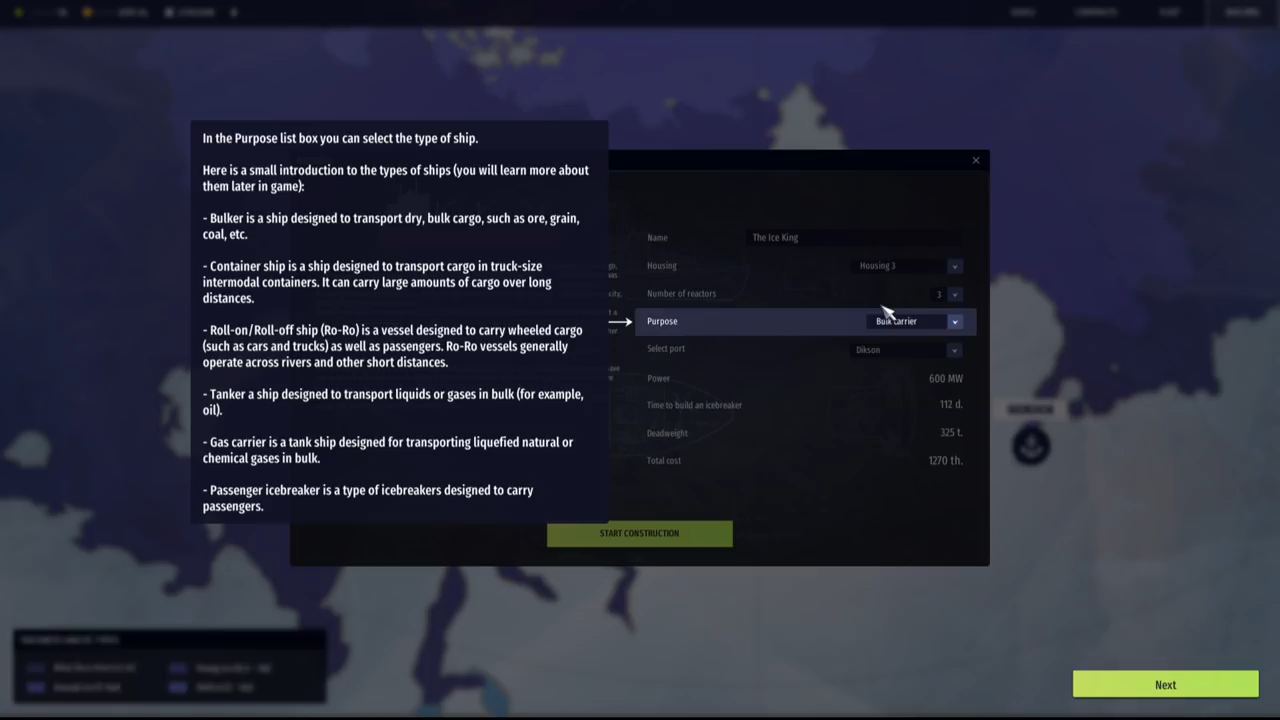 In the Purpose list box you can select the type of ship.
Here is a small introduction to the types of ships (you will learn more about
them later in game):
- Bulker is a ship designed to transport dry, bulk cargo, such as ore, grain,
coal, etc.
- Container ship is a ship designed to transport cargo in truck-size
intermodal containers. It can carry large amounts of cargo over long
distances.
- Roll-on/Roll-off ship (Ro-Ro) is a vessel designed to carry wheeled cargo
(such as cars and trucks) as well as passengers. Ro-Ro vessels generally
operate across rivers and other short distances.
- Tanker a ship designed to transport liquids or gases in bulk (for example,
oil).
- Gas carrier is a tank ship designed for transporting liquefied natural or
chemical gases in bulk.
- Passenger icebreaker is a type of icebreakers designed to carry
passengers.
Name The Ice King
Housing Housing 3
Number of reactors 3
Purpose Bulk carrier
Select port Dikson
Power 600 MW
Time to build an icebreaker 112 d.
Deadweight 325 t.
Total cost 1270 th.
START CONSTRUCTION
Next